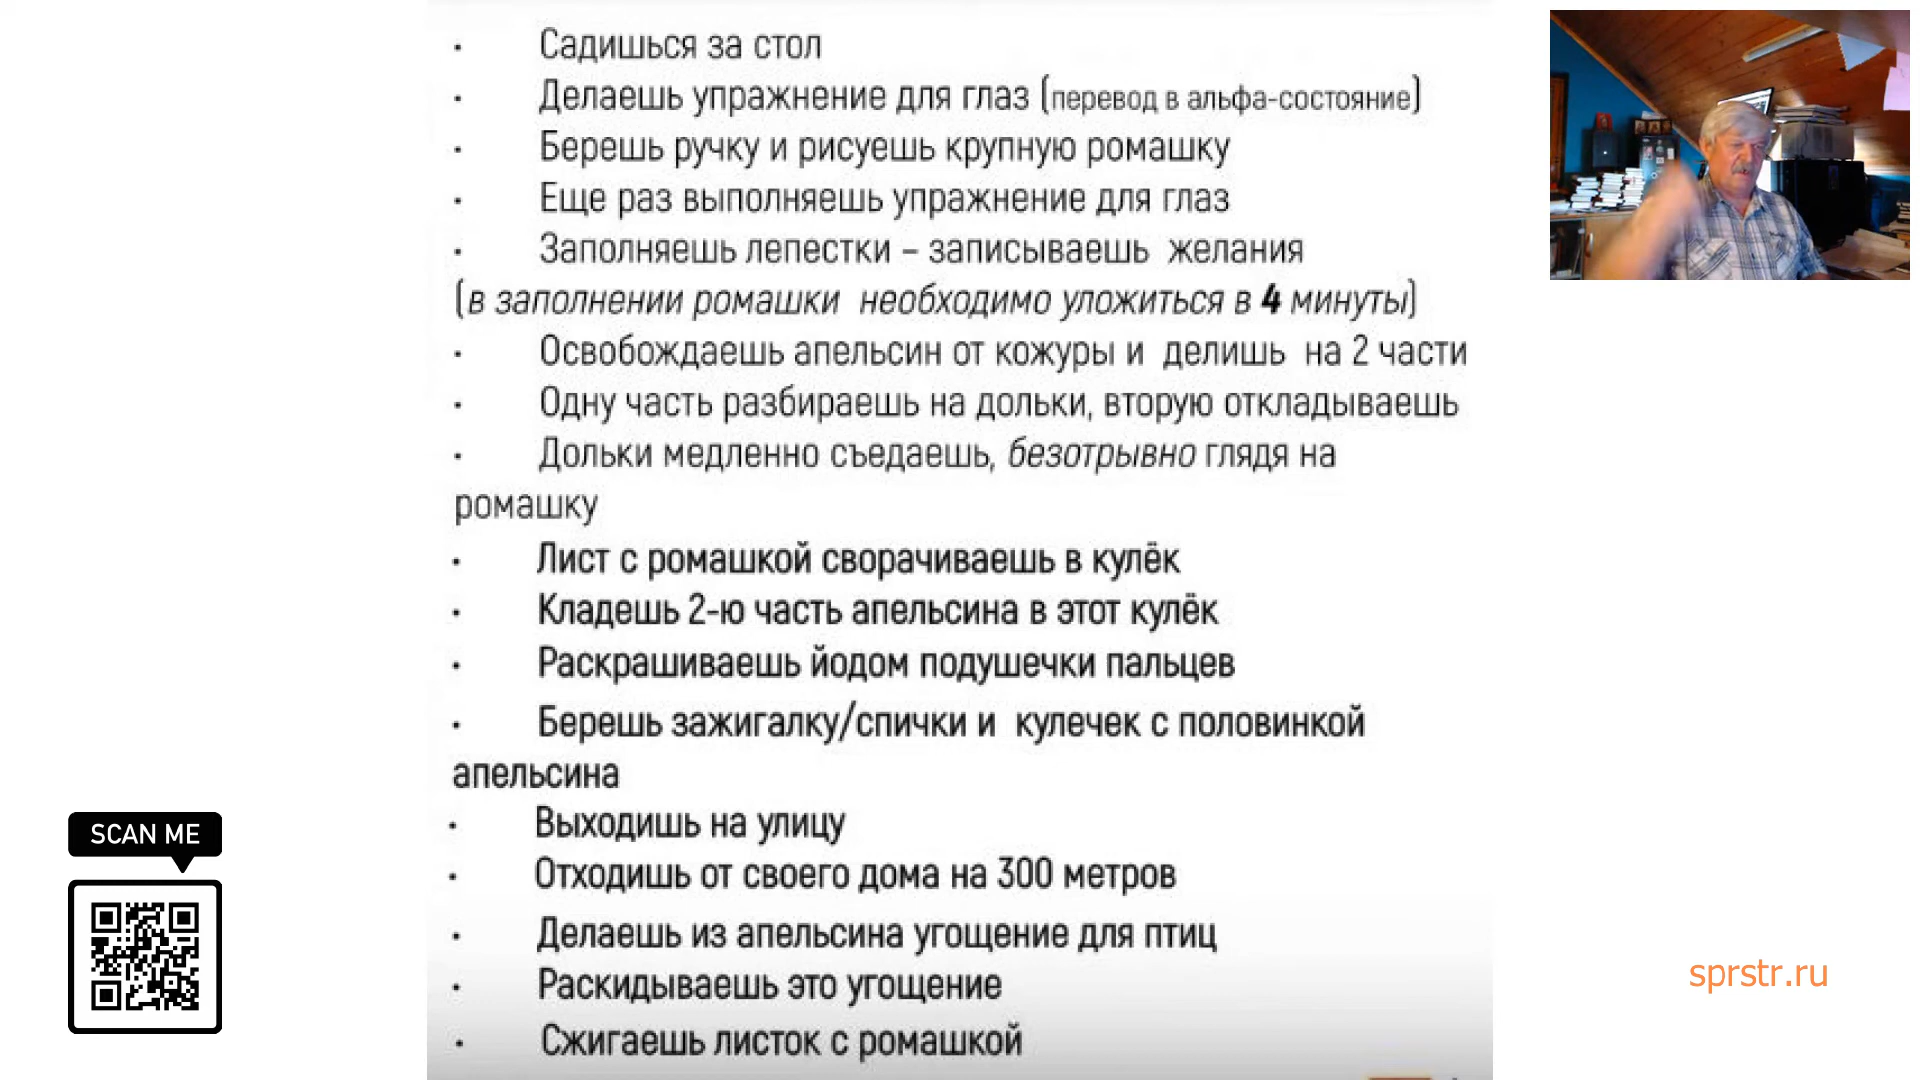 • Садишься за стол
• Делаешь упражнение для глаз (перевод в альфа-состояние)
• Берешь ручку и рисуешь крупную ромашку
• Еще раз выполняешь упражнение для глаз
• Заполняешь лепестки – записываешь желания
(в заполнении ромашки необходимо уложиться в 4 минуты)
• Освобождаешь апельсин от кожуры и делишь на 2 части
• Одну часть разбираешь на дольки, вторую откладываешь
• Дольки медленно съедаешь, безотрывно глядя на
ромашку
• Лист с ромашкой сворачиваешь в кулёк
• Кладешь 2-ю часть апельсина в этот кулёк
• Раскрашиваешь йодом подушечки пальцев
• Берешь зажигалку/спички и кулечек с половинкой
апельсина
• Выходишь на улицу
• Отходишь от своего дома на 300 метров
• Делаешь из апельсина угощение для птиц
• Раскидываешь это угощение
• Сжигаешь листок с ромашкой
SCAN ME
sprstr.ru